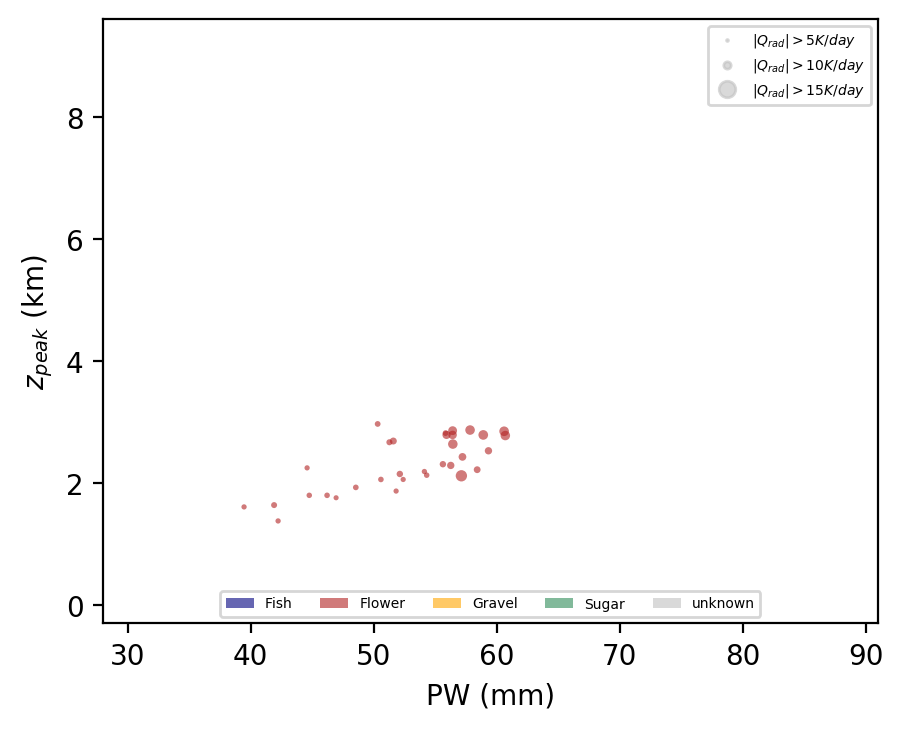 |Q_rad| > 5K/day
|Q_rad| > 10K/day
|Q_rad| > 15K/day
8
6
4
2
0
z_peak (km)
Fish Flower Gravel Sugar unknown
30 40 50 60 70 80 90
PW (mm)